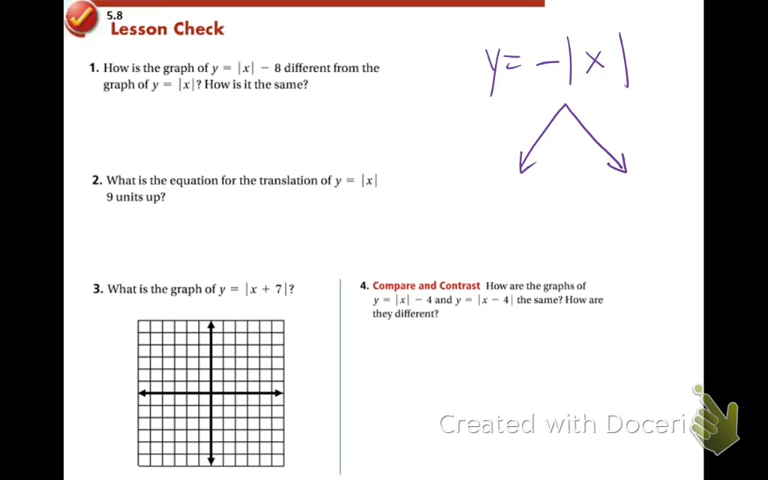 5.8
Lesson Check
y = -|x|
1. How is the graph of y = |x| − 8 different from the
graph of y = |x|? How is it the same?
2. What is the equation for the translation of y = |x|
9 units up?
3. What is the graph of y = |x + 7|?
4. Compare and Contrast How are the graphs of
y = |x| − 4 and y = |x − 4| the same? How are
they different?
Created with Doceri